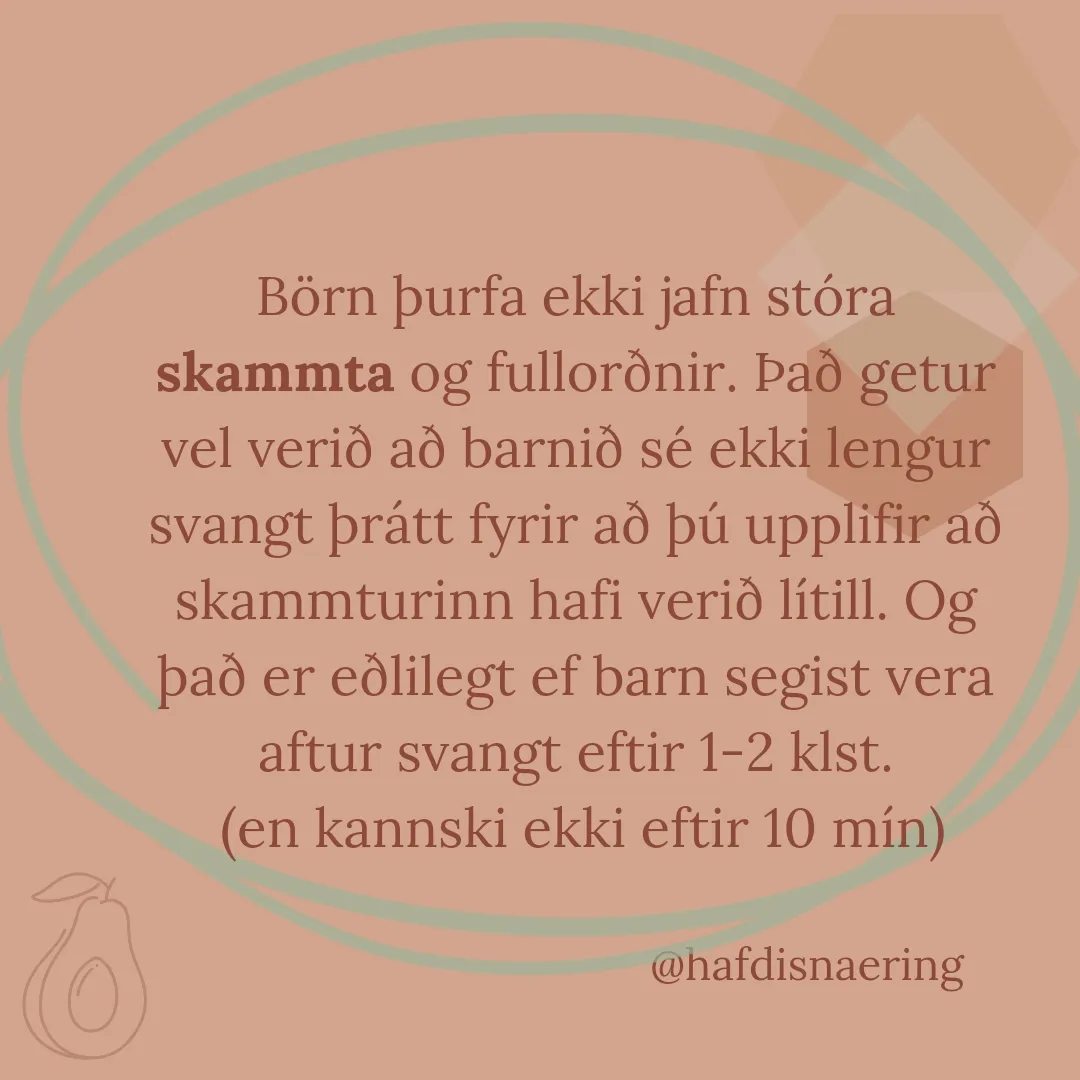 Börn þurfa ekki jafn stóra
skammta og fullorðnir. Það getur
vel verið að barnið sé ekki lengur
svangt þrátt fyrir að þú upplifir að
skammturinn hafi verið lítill. Og
það er eðlilegt ef barn segist vera
aftur svangt eftir 1-2 klst.
(en kannski ekki eftir 10 mín)
@hafdisnaering